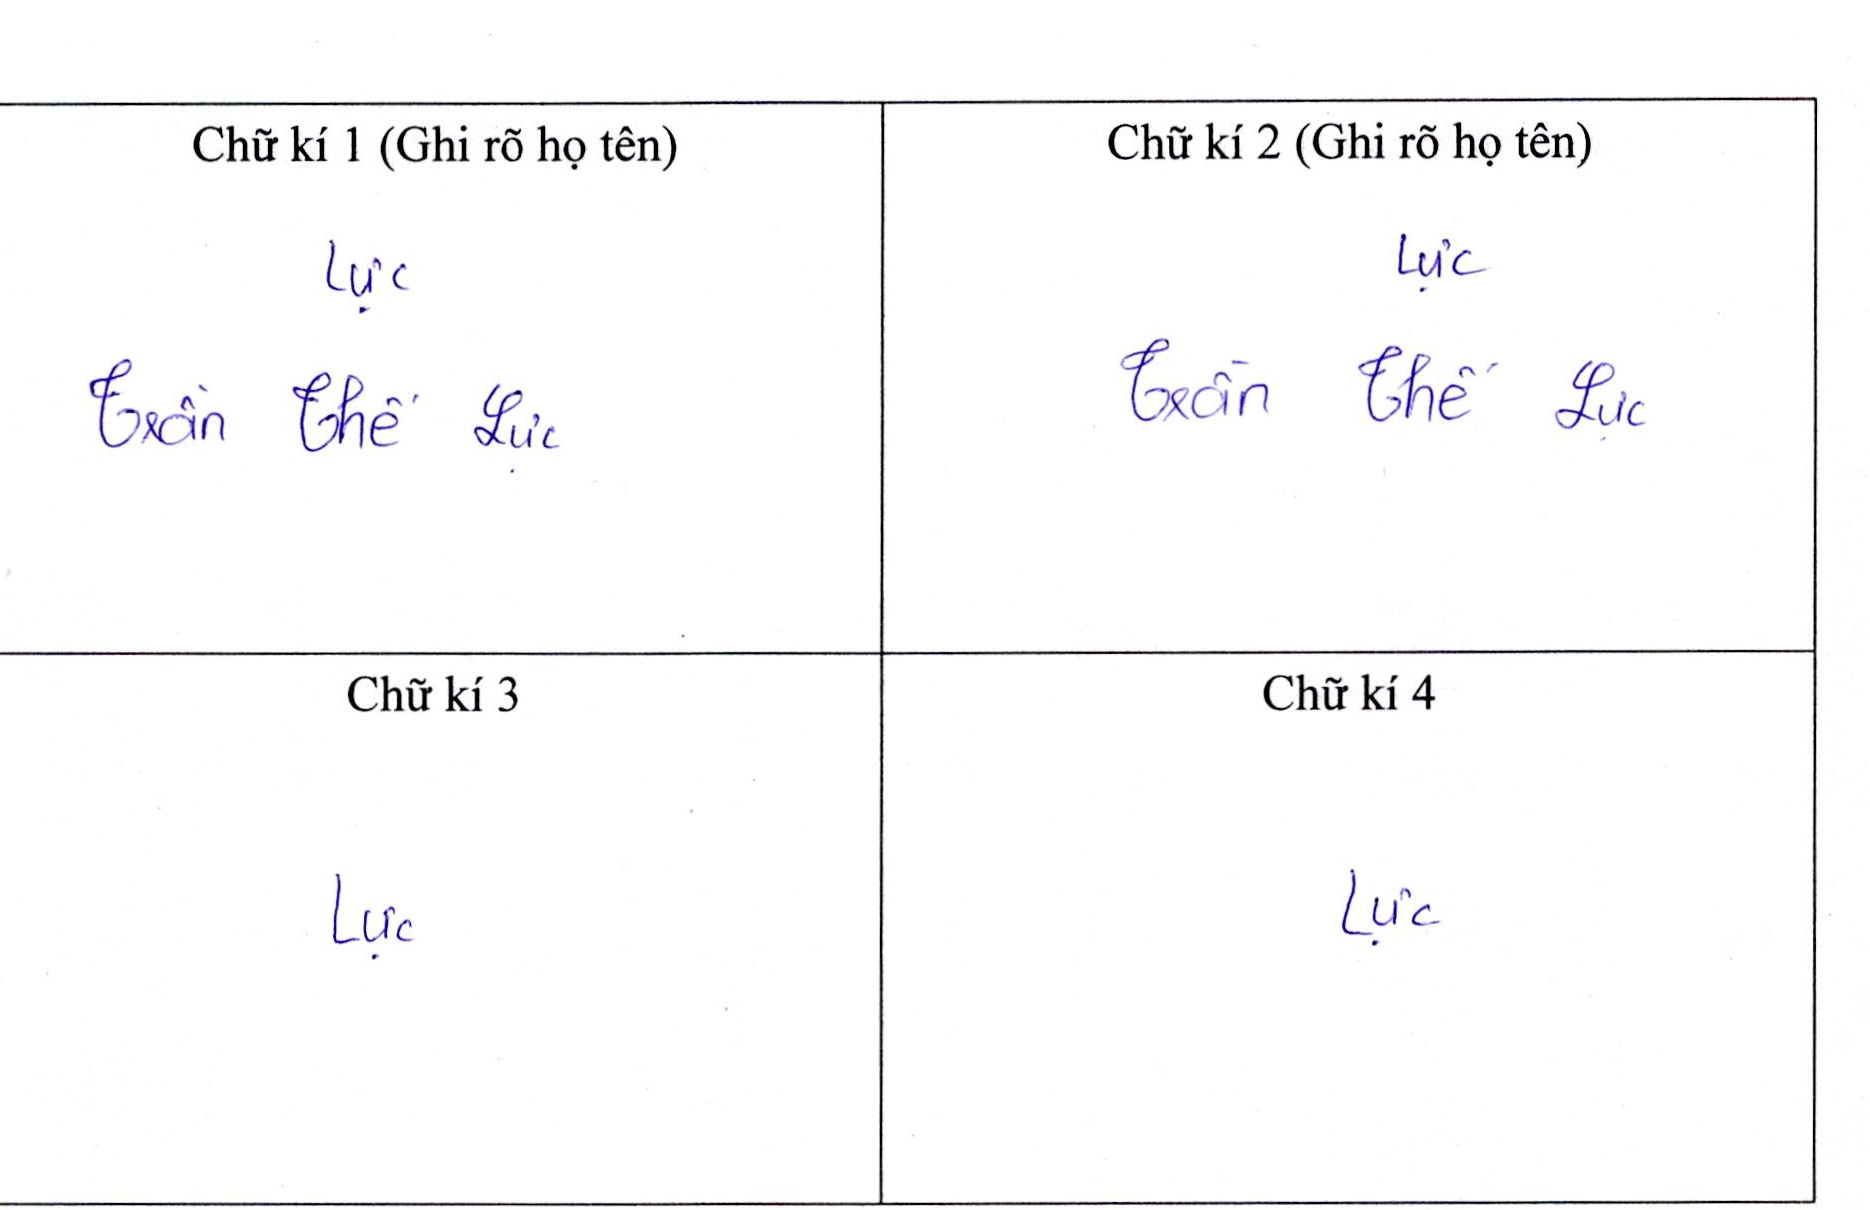 Chữ kí 1 (Ghi rõ họ tên)
Lực
Trần Thế Lực
Chữ kí 2 (Ghi rõ họ tên)
Lực
Trần Thế Lực
Chữ kí 3
Lực
Chữ kí 4
Lực